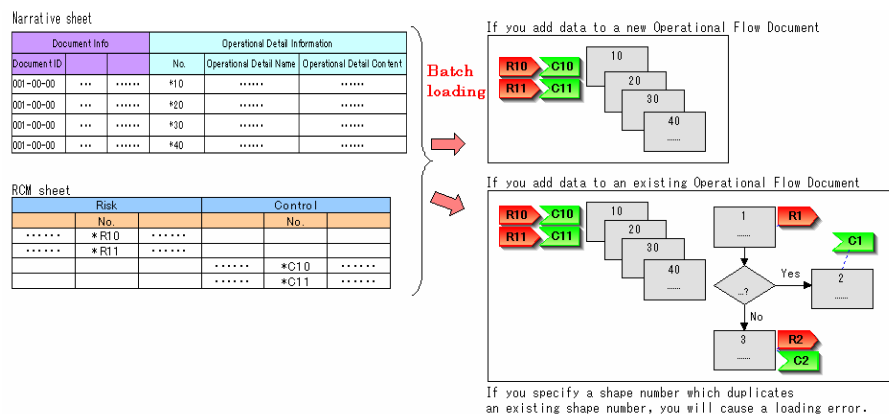 Narrative sheet
Document Info Operational Detail Information
Document ID No. Operational Detail Name Operational Detail Content
001-00-00 ... ...... *10 ...... ......
001-00-00 ... ...... *20 ...... ......
001-00-00 ... ...... *30 ...... ......
001-00-00 ... ...... *40 ...... ......
RCM sheet
Risk Control
No. No.
...... *R10 ......
...... *R11 ......
...... *C10 ......
...... *C11 ......
Batch
loading
If you add data to a new Operational Flow Document
R10 C10
R11 C11
10
20
30
40
......
If you add data to an existing Operational Flow Document
R10 C10
R11 C11
10
20
30
40
......
1
......
R1
C1
...?
Yes
2
......
No
3
......
R2
C2
If you specify a shape number which duplicates
an existing shape number, you will cause a loading error.